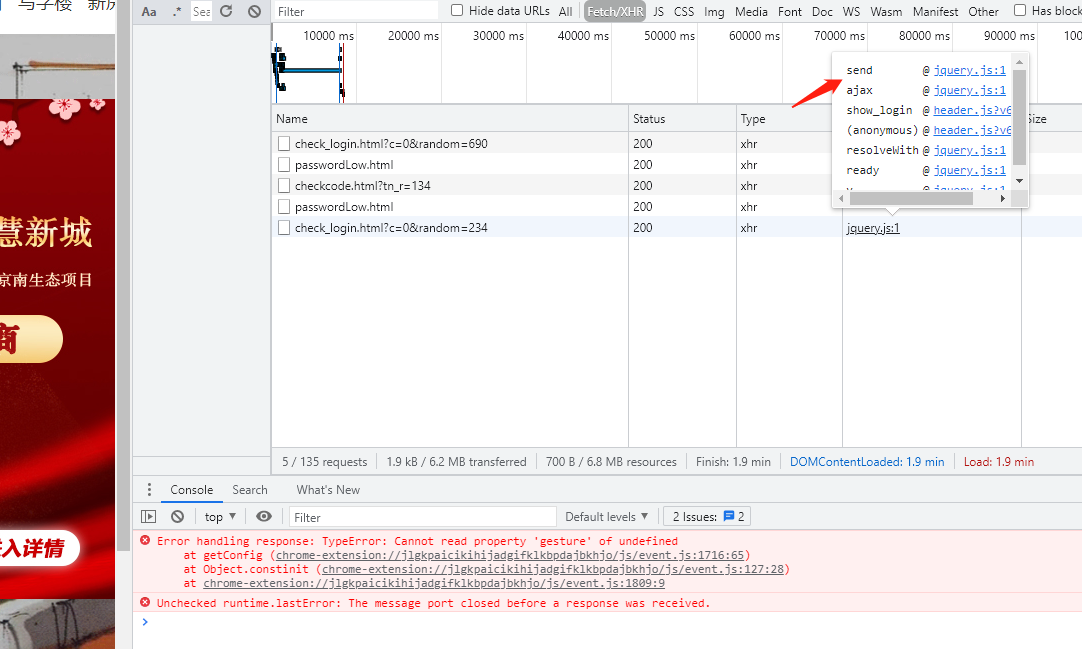 写字楼
慧新城
京南生态项目
商
入详情
Aa .* Sea
Filter Hide data URLs All Fetch/XHR JS CSS Img Media Font Doc WS Wasm Manifest Other Has block
10000 ms 20000 ms 30000 ms 40000 ms 50000 ms 60000 ms 70000 ms 80000 ms 90000 ms 100
send @ jquery.js:1
ajax @ jquery.js:1
show_login @ header.js?v6
(anonymous) @ header.js?v6
resolveWith @ jquery.js:1
ready @ jquery.js:1
Name Status Type Size
check_login.html?c=0&random=690 200 xhr
passwordLow.html 200 xhr
checkcode.html?tn_r=134 200 xhr
passwordLow.html 200 xhr
check_login.html?c=0&random=234 200 xhr jquery.js:1
5 / 135 requests 1.9 kB / 6.2 MB transferred 700 B / 6.8 MB resources Finish: 1.9 min DOMContentLoaded: 1.9 min Load: 1.9 min
Console Search What's New
top ▼ Filter Default levels ▼ 2 Issues: 2
Error handling response: TypeError: Cannot read property 'gesture' of undefined
at getConfig (chrome-extension://jlgkpaicikihijadgifklkbpdajbkhjo/js/event.js:1716:65)
at Object.constinit (chrome-extension://jlgkpaicikihijadgifklkbpdajbkhjo/js/event.js:127:28)
at chrome-extension://jlgkpaicikihijadgifklkbpdajbkhjo/js/event.js:1809:9
Unchecked runtime.lastError: The message port closed before a response was received.
>